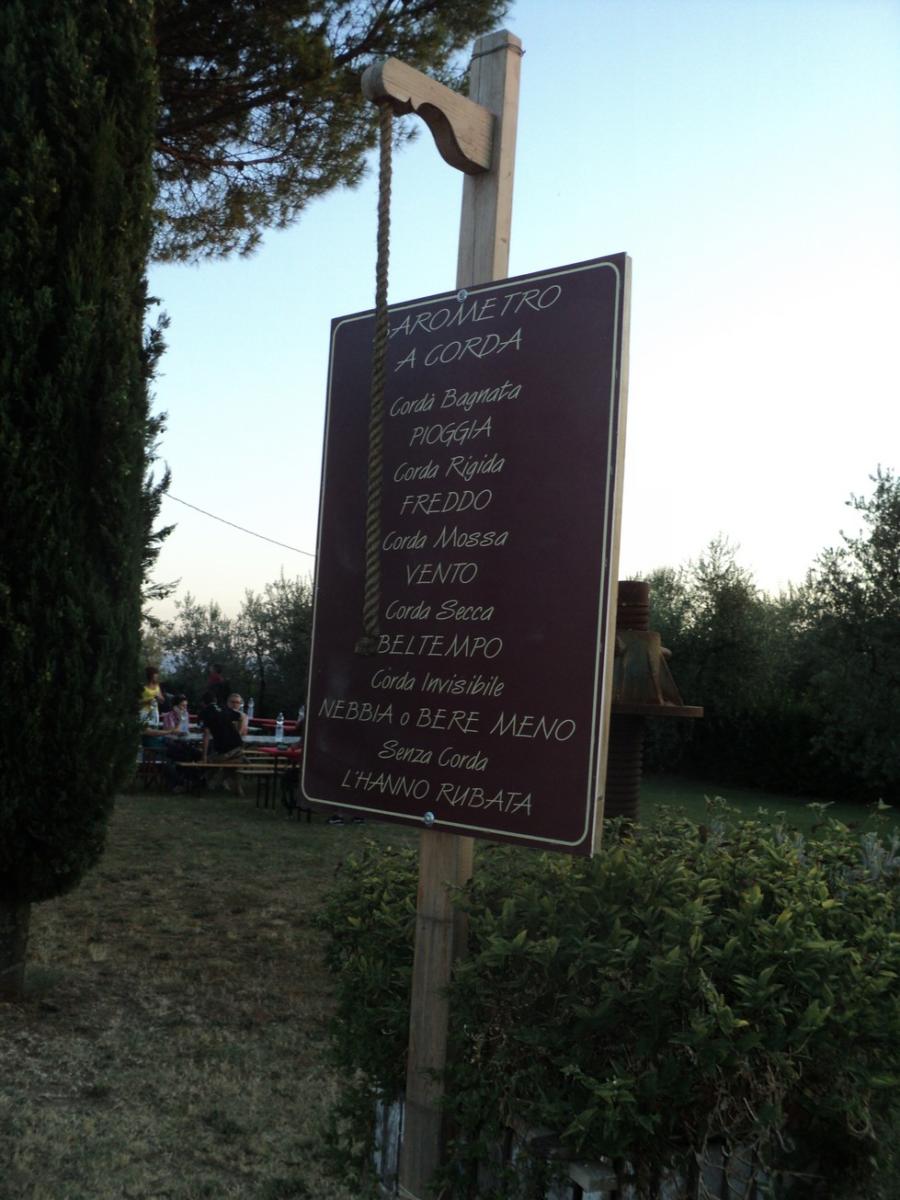 BAROMETRO
A CORDA
Corda Bagnata
PIOGGIA
Corda Rigida
FREDDO
Corda Mossa
VENTO
Corda Secca
BELTEMPO
Corda Invisibile
NEBBIA o BERE MENO
Senza Corda
L'HANNO RUBATA